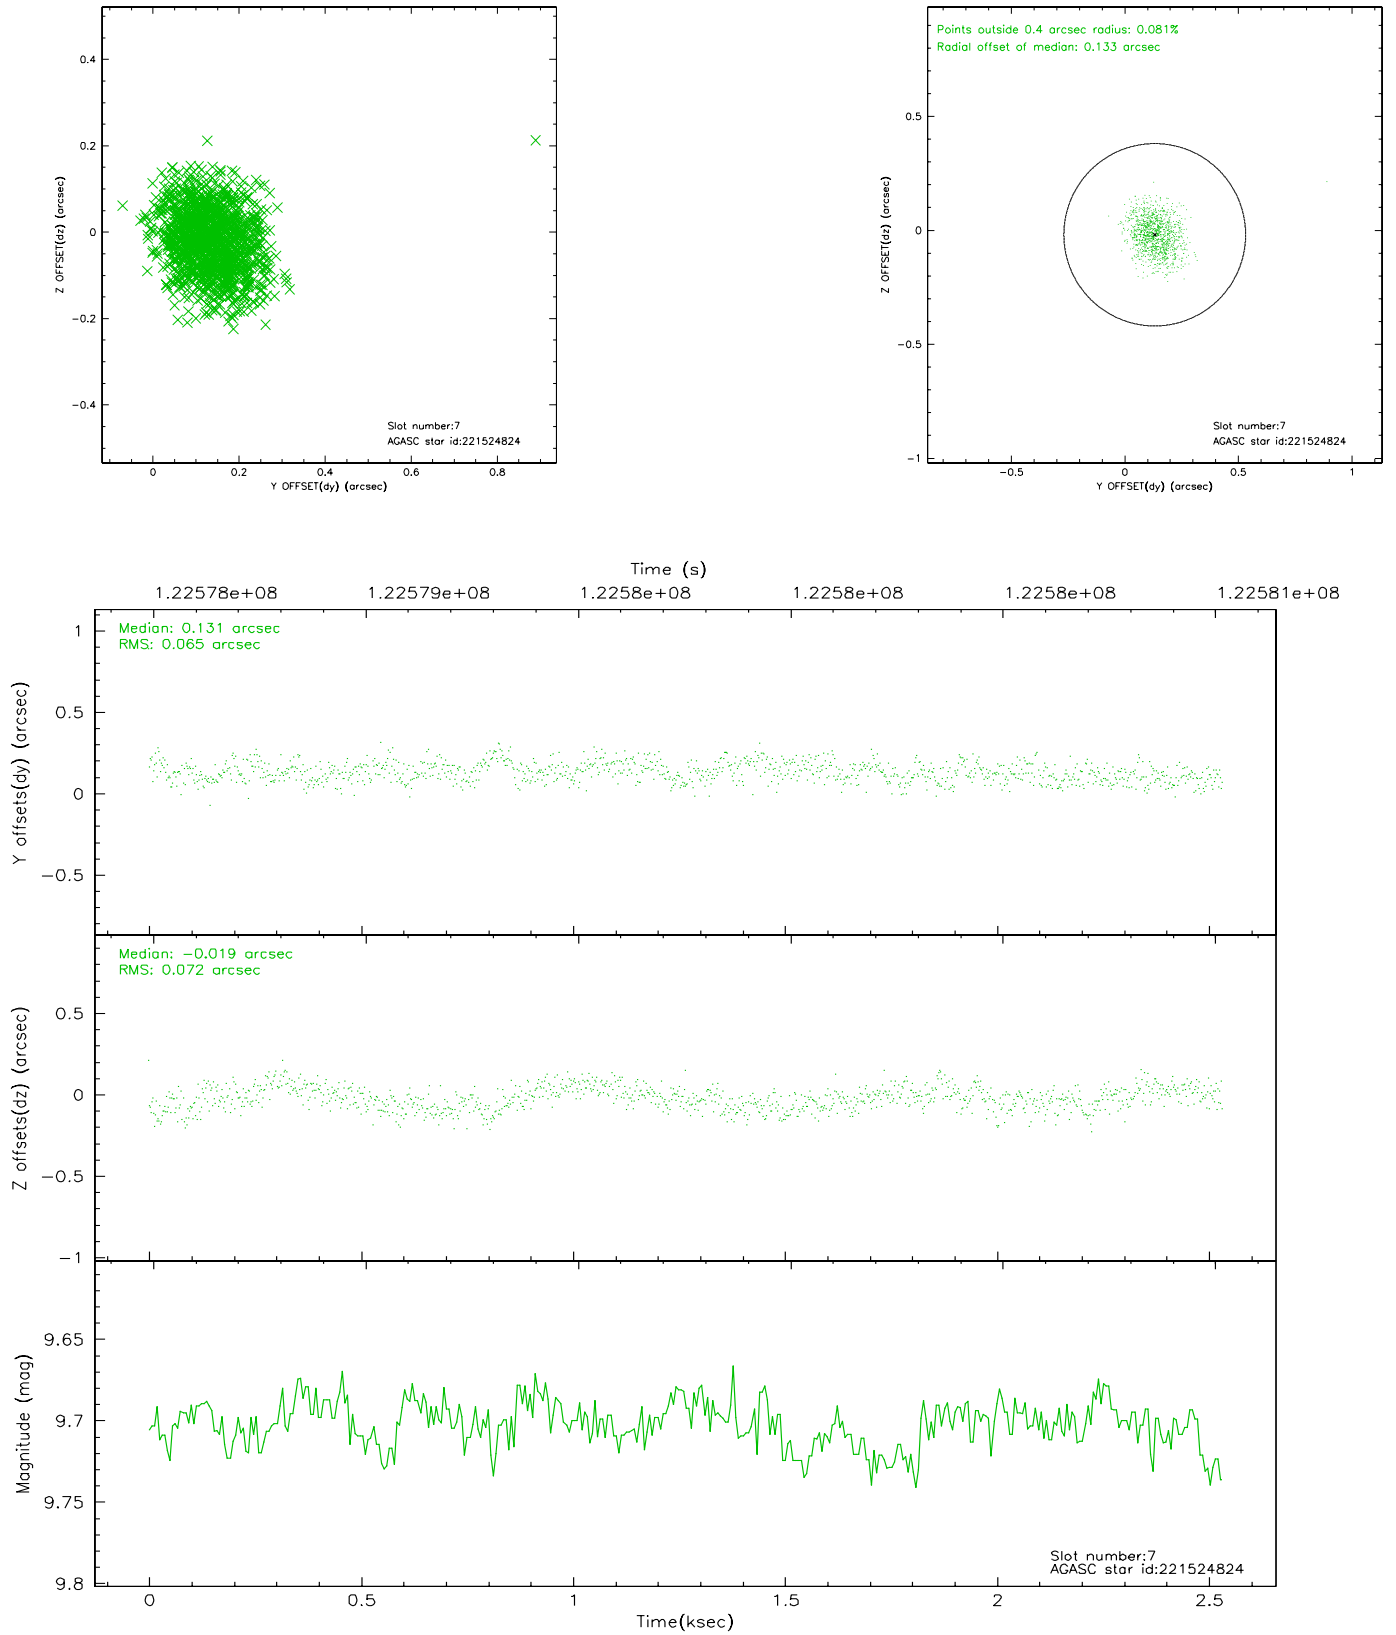 0.4
0.2
0
−0.2
−0.4
Z OFFSET(dz) (arcsec)
0
0.2
0.4
0.6
0.8
Y OFFSET(dy) (arcsec)
Slot number:7
AGASC star id:221524824
Points outside 0.4 arcsec radius: 0.081%
Radial offset of median: 0.133 arcsec
0.5
0
−0.5
−1
Z OFFSET(dz) (arcsec)
−0.5
0
0.5
1
Y OFFSET(dy) (arcsec)
Slot number:7
AGASC star id:221524824
Time (s)
1.22578e+08
1.22579e+08
1.2258e+08
1.2258e+08
1.2258e+08
1.22581e+08
Median: 0.131 arcsec
RMS: 0.065 arcsec
1
0.5
0
−0.5
Y offsets(dy) (arcsec)
Median: −0.019 arcsec
RMS: 0.072 arcsec
0.5
0
−0.5
−1
Z offsets(dz) (arcsec)
9.65
9.7
9.75
9.8
Magnitude (mag)
Slot number:7
AGASC star id:221524824
0
0.5
1
1.5
2
2.5
Time(ksec)